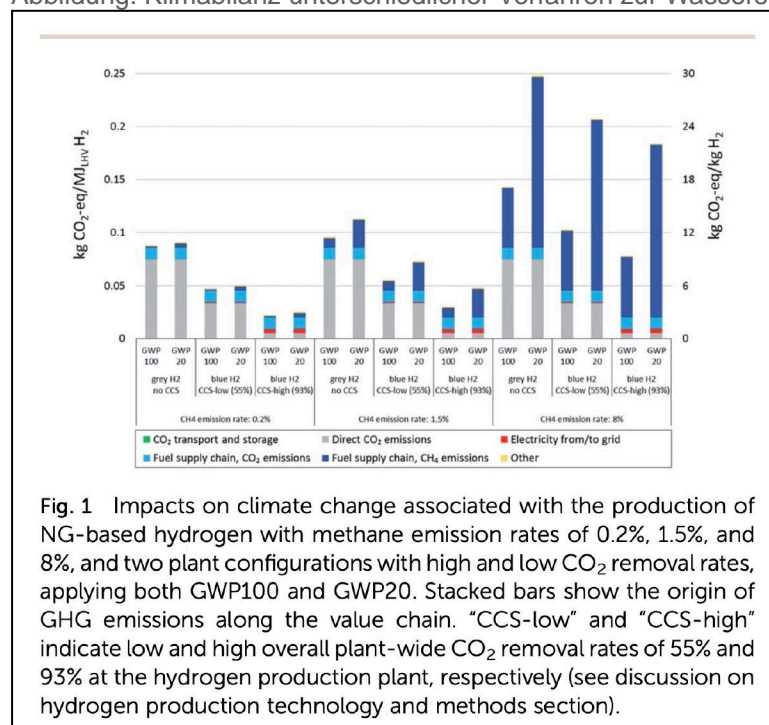 Abbildung: Klimabilanz unterschiedlicher Verfahren zur
0.25
0.2
0.15
0.1
0.05
0
kg CO₂-eq/MJ_LHV H₂
30
24
18
12
6
0
kg CO₂-eq/kg H₂
GWP 100 GWP 20 GWP 100 GWP 20 GWP 100 GWP 20 GWP 100 GWP 20 GWP 100 GWP 20 GWP 100 GWP 20 GWP 100 GWP 20 GWP 100 GWP 20 GWP 100 GWP 20
grey H2 blue H2 blue H2 grey H2 blue H2 blue H2 grey H2 blue H2 blue H2
no CCS CCS-low (55%) CCS-high (93%) no CCS CCS-low (55%) CCS-high (93%) no CCS CCS-low (55%) CCS-high (93%)
CH4 emission rate: 0.2% CH4 emission rate: 1.5% CH4 emission rate: 8%
CO₂ transport and storage Direct CO₂ emissions Electricity from/to grid
Fuel supply chain, CO₂ emissions Fuel supply chain, CH₄ emissions Other
Fig. 1 Impacts on climate change associated with the production of
NG-based hydrogen with methane emission rates of 0.2%, 1.5%, and
8%, and two plant configurations with high and low CO₂ removal rates,
applying both GWP100 and GWP20. Stacked bars show the origin of
GHG emissions along the value chain. "CCS-low" and "CCS-high"
indicate low and high overall plant-wide CO₂ removal rates of 55% and
93% at the hydrogen production plant, respectively (see discussion on
hydrogen production technology and methods section).